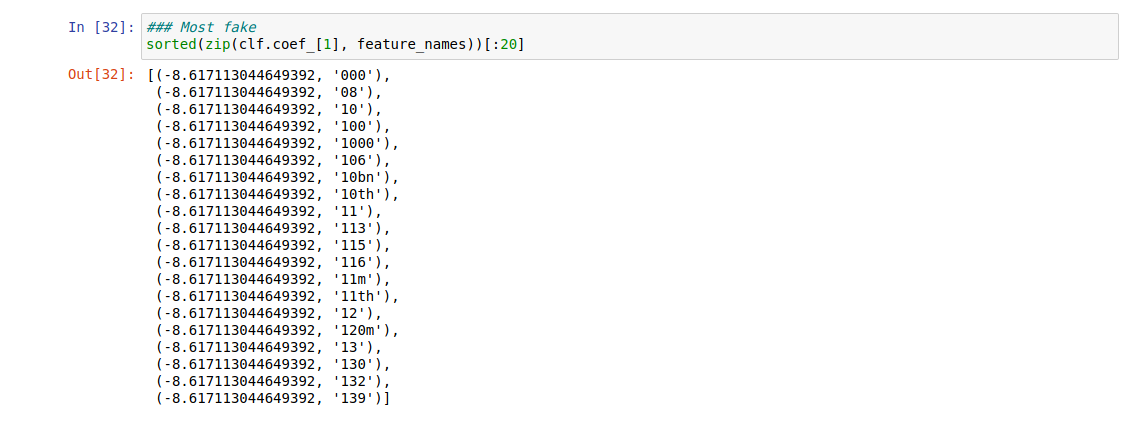 In [32]: ### Most fake
sorted(zip(clf.coef_[1], feature_names))[:20]
Out[32]: [(-8.617113044649392, '000'),
(-8.617113044649392, '08'),
(-8.617113044649392, '10'),
(-8.617113044649392, '100'),
(-8.617113044649392, '1000'),
(-8.617113044649392, '106'),
(-8.617113044649392, '10bn'),
(-8.617113044649392, '10th'),
(-8.617113044649392, '11'),
(-8.617113044649392, '113'),
(-8.617113044649392, '115'),
(-8.617113044649392, '116'),
(-8.617113044649392, '11m'),
(-8.617113044649392, '11th'),
(-8.617113044649392, '12'),
(-8.617113044649392, '120m'),
(-8.617113044649392, '13'),
(-8.617113044649392, '130'),
(-8.617113044649392, '132'),
(-8.617113044649392, '139')]